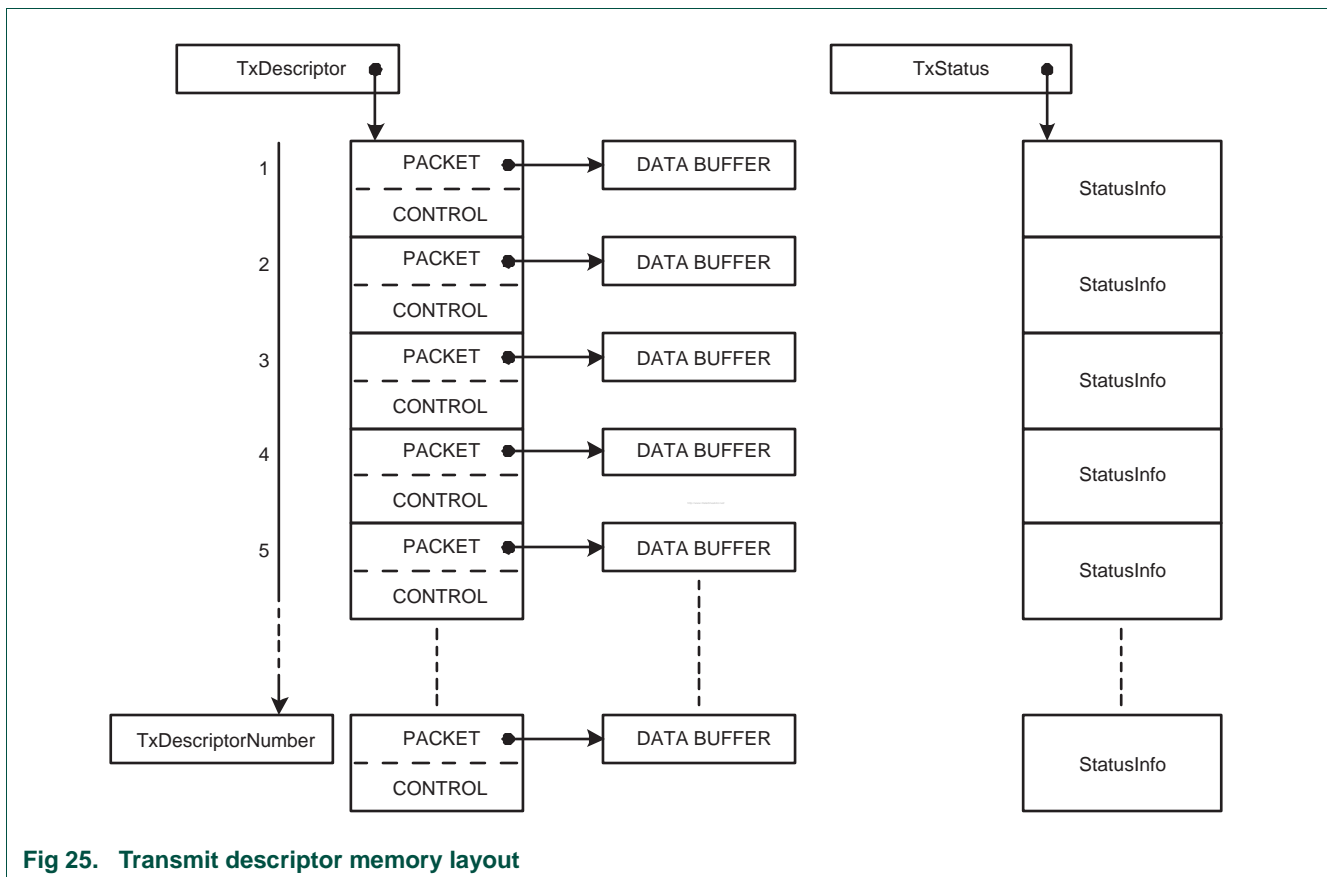 TxDescriptor
TxStatus
1
PACKET
DATA BUFFER
CONTROL
StatusInfo
2
PACKET
DATA BUFFER
CONTROL
StatusInfo
3
PACKET
DATA BUFFER
CONTROL
StatusInfo
4
PACKET
DATA BUFFER
CONTROL
StatusInfo
5
PACKET
DATA BUFFER
CONTROL
StatusInfo
TxDescriptorNumber
PACKET
DATA BUFFER
CONTROL
StatusInfo
Fig 25. Transmit descriptor memory layout